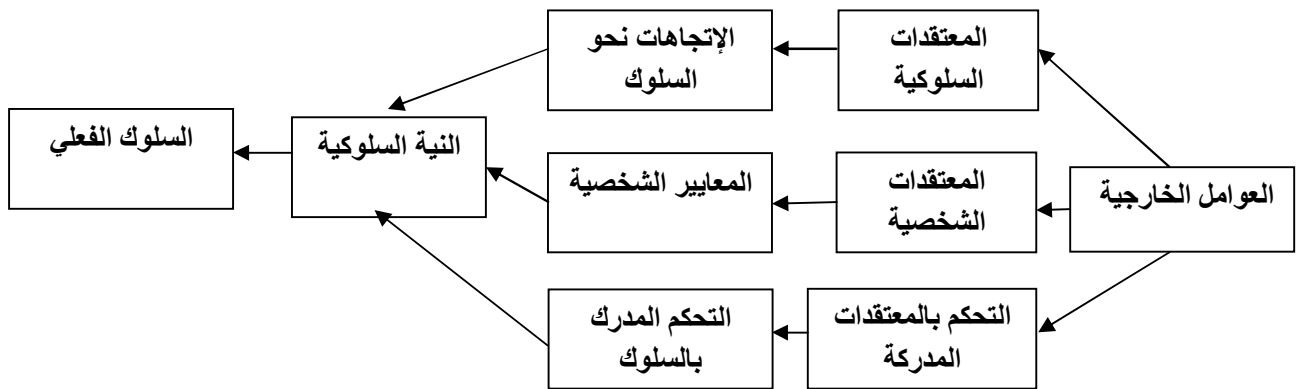 العوامل الخارجية
المعتقدات
السلوكية
الإتجاهات نحو
السلوك
المعتقدات
الشخصية
المعايير الشخصية
التحكم بالمعتقدات
المدركة
التحكم المدرك
بالسلوك
النية السلوكية
السلوك الفعلي